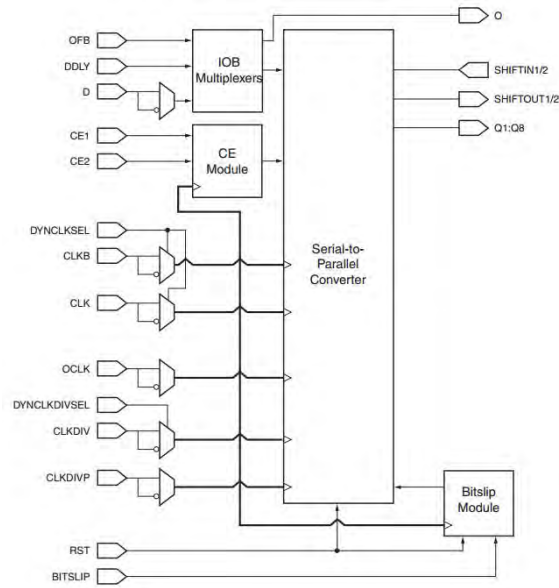 OFB
DDLY
D
IOB
Multiplexers
O
SHIFTIN1/2
SHIFTOUT1/2
Q1:Q8
CE1
CE2
CE
Module
DYNCLKSEL
CLKB
CLK
Serial-to-
Parallel
Converter
OCLK
DYNCLKDIVSEL
CLKDIV
CLKDIVP
Bitslip
Module
RST
BITSLIP